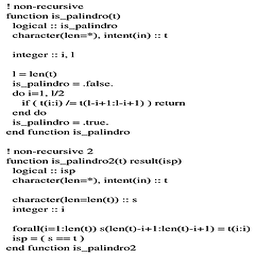 ! non-recursive
function is_palindro(t)
logical :: is_palindro
character(len=*), intent(in) :: t
integer :: i, l
l = len(t)
is_palindro = .false.
do i=1, l/2
if ( t(i:i) /= t(l-i+1:l-i+1) ) return
end do
is_palindro = .true.
end function is_palindro
! non-recursive 2
function is_palindro2(t) result(isp)
logical :: isp
character(len=*), intent(in) :: t
character(len=len(t)) :: s
integer :: i
forall(i=1:len(t)) s(len(t)-i+1:len(t)-i+1) = t(i:i)
isp = ( s == t )
end function is_palindro2